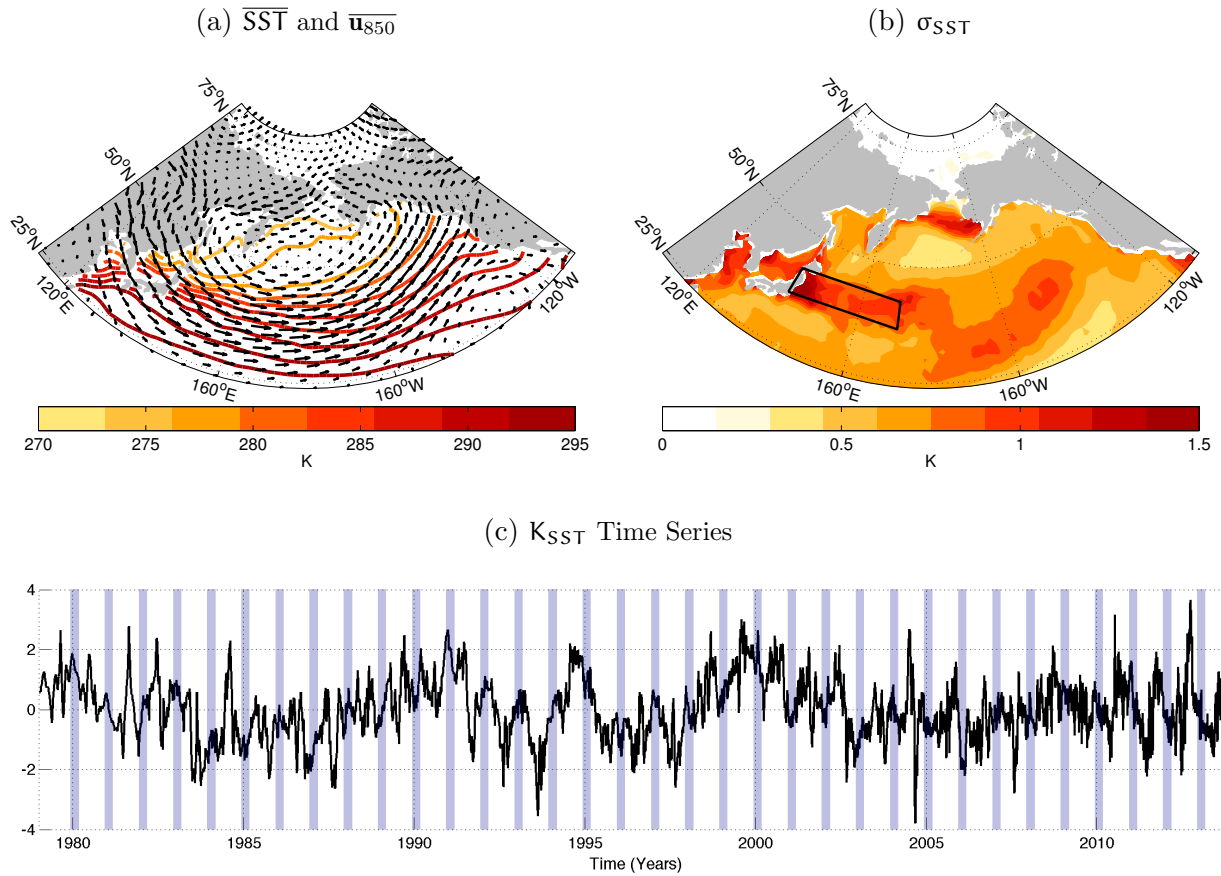 (a) SST and u850
(b) σSST
75°N
50°N
25°N
120°E
160°E
160°W
120°W
75°N
50°N
25°N
120°E
160°E
160°W
120°W
270 275 280 285 290 295
K
0 0.5 1 1.5
K
(c) KSST Time Series
4
2
0
-2
-4
1980 1985 1990 1995 2000 2005 2010
Time (Years)